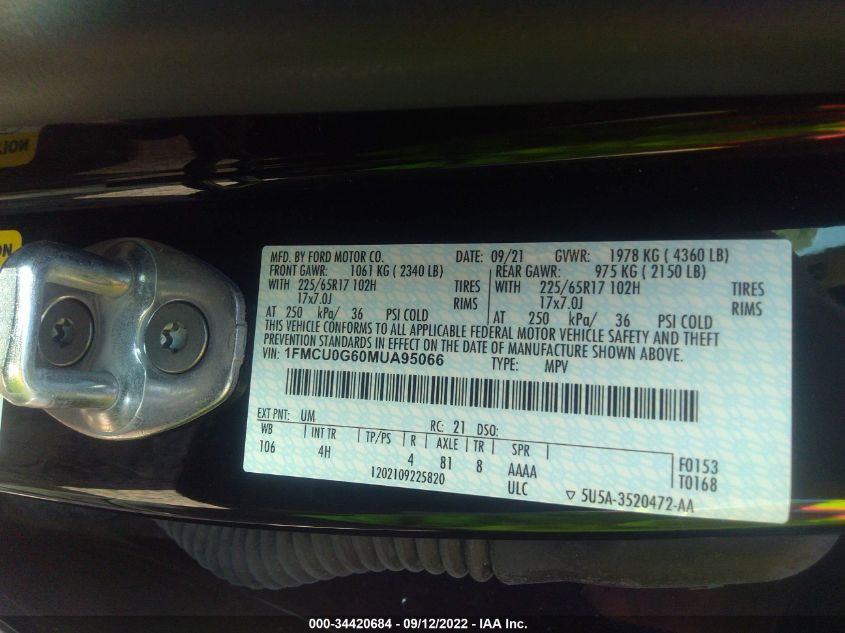 NOIL
ON
MFD. BY FORD MOTOR CO. DATE: 09/21 GVWR: 1978 KG ( 4360 LB)
FRONT GAWR: 1061 KG ( 2340 LB) REAR GAWR: 975 KG ( 2150 LB)
WITH 225/65R17 102H TIRES WITH 225/65R17 102H TIRES
17x7.0J RIMS 17x7.0J RIMS
AT 250 kPa/ 36 PSI COLD AT 250 kPa/ 36 PSI COLD
THIS VEHICLE CONFORMS TO ALL APPLICABLE FEDERAL MOTOR VEHICLE SAFETY AND THEFT
PREVENTION STANDARDS IN EFFECT ON THE DATE OF MANUFACTURE SHOWN ABOVE.
VIN: 1FMCU0G60MUA95066 TYPE: MPV
EXT PNT: UM RC: 21 DSO:
WB INT TR TP/PS R AXLE TR SPR
106 4H 4 81 8 AAAA F0153
1202109225820 ULC T0168
▽ 5U5A-3520472-AA
000-34420684 - 09/12/2022 - IAA Inc.